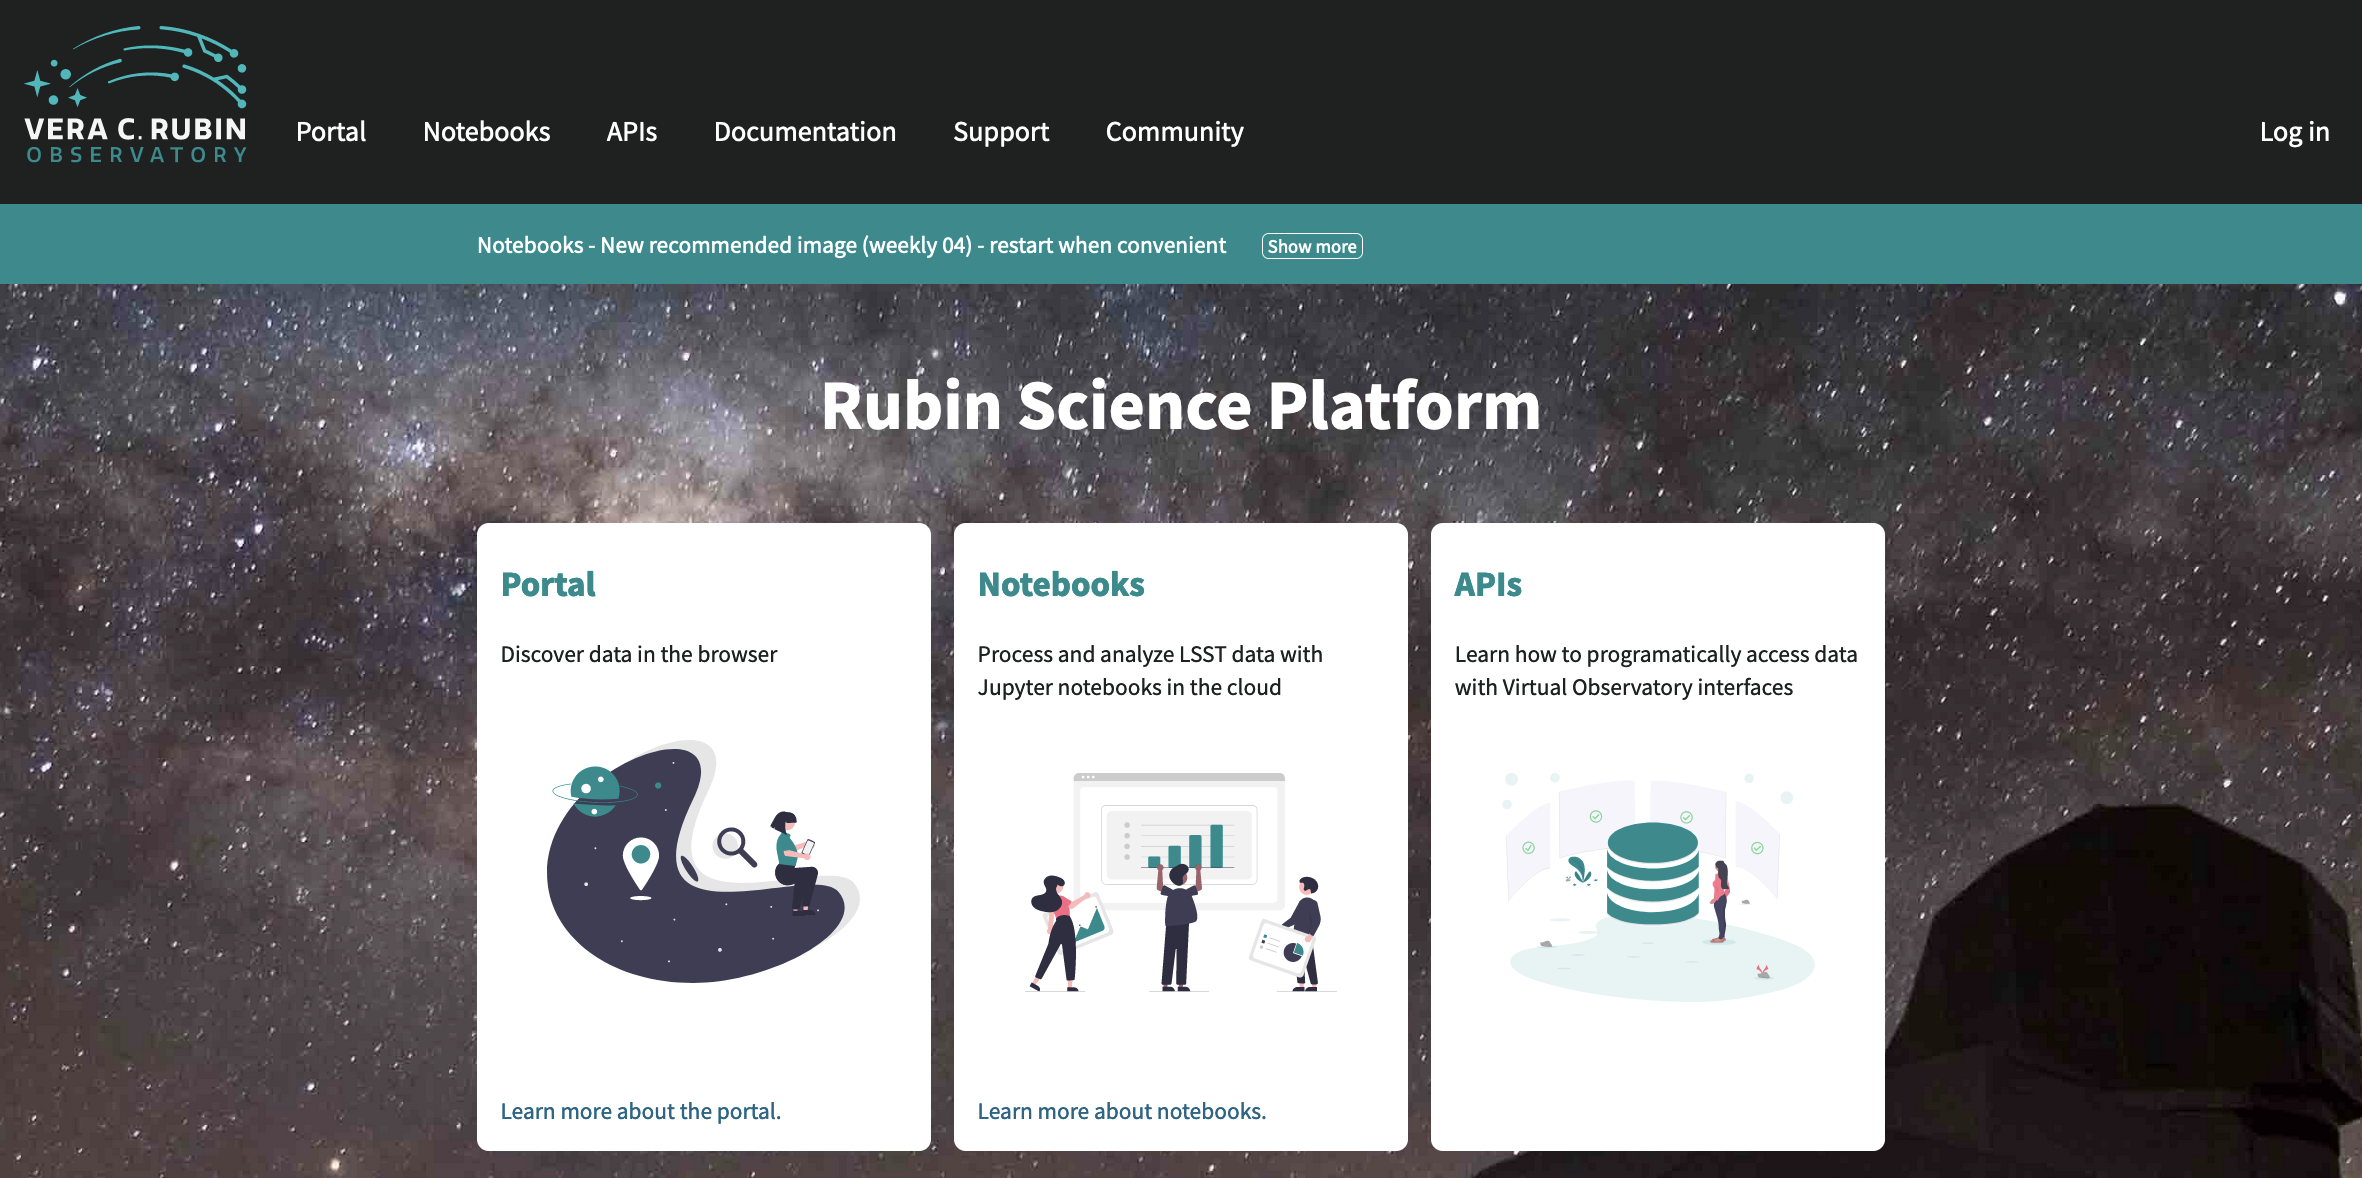 VERA C. RUBIN
OBSERVATORY
Portal
Notebooks
APIs
Documentation
Support
Community
Log in
Notebooks - New recommended image (weekly 04) - restart when convenient
Show more
Rubin Science Platform
Portal
Discover data in the browser
Learn more about the portal.
Notebooks
Process and analyze LSST data with
Jupyter notebooks in the cloud
Learn more about notebooks.
APIs
Learn how to programatically access data
with Virtual Observatory interfaces